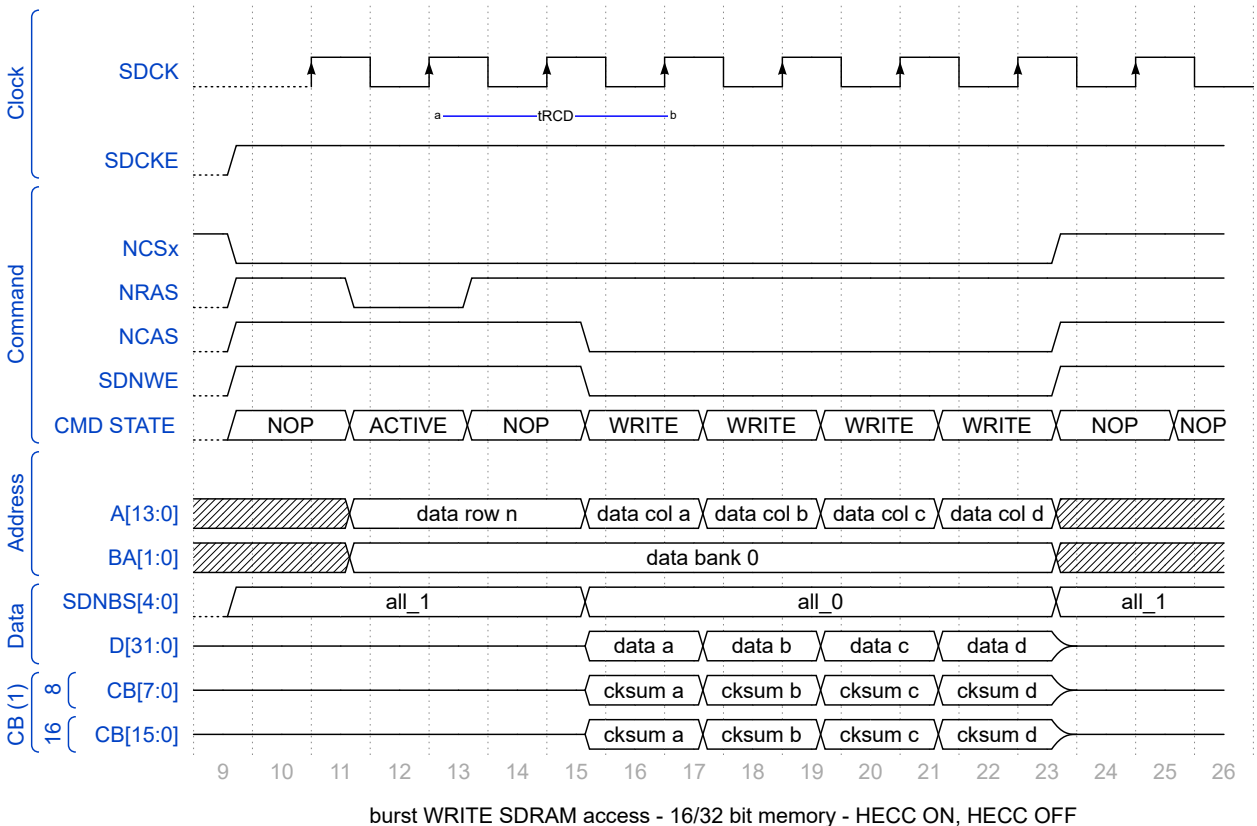 Clock
SDCK
a tRCD b
SDCKE
Command
NCSx
NRAS
NCAS
SDNWE
CMD STATE NOP ACTIVE NOP WRITE WRITE WRITE WRITE NOP NOP
Address
A[13:0] data row n data col a data col b data col c data col d
BA[1:0] data bank 0
Data
SDNBS[4:0] all_1 all_0 all_1
D[31:0] data a data b data c data d
CB (1)
8 CB[7:0] cksum a cksum b cksum c cksum d
16 CB[15:0] cksum a cksum b cksum c cksum d
9 10 11 12 13 14 15 16 17 18 19 20 21 22 23 24 25 26
burst WRITE SDRAM access - 16/32 bit memory - HECC ON, HECC OFF